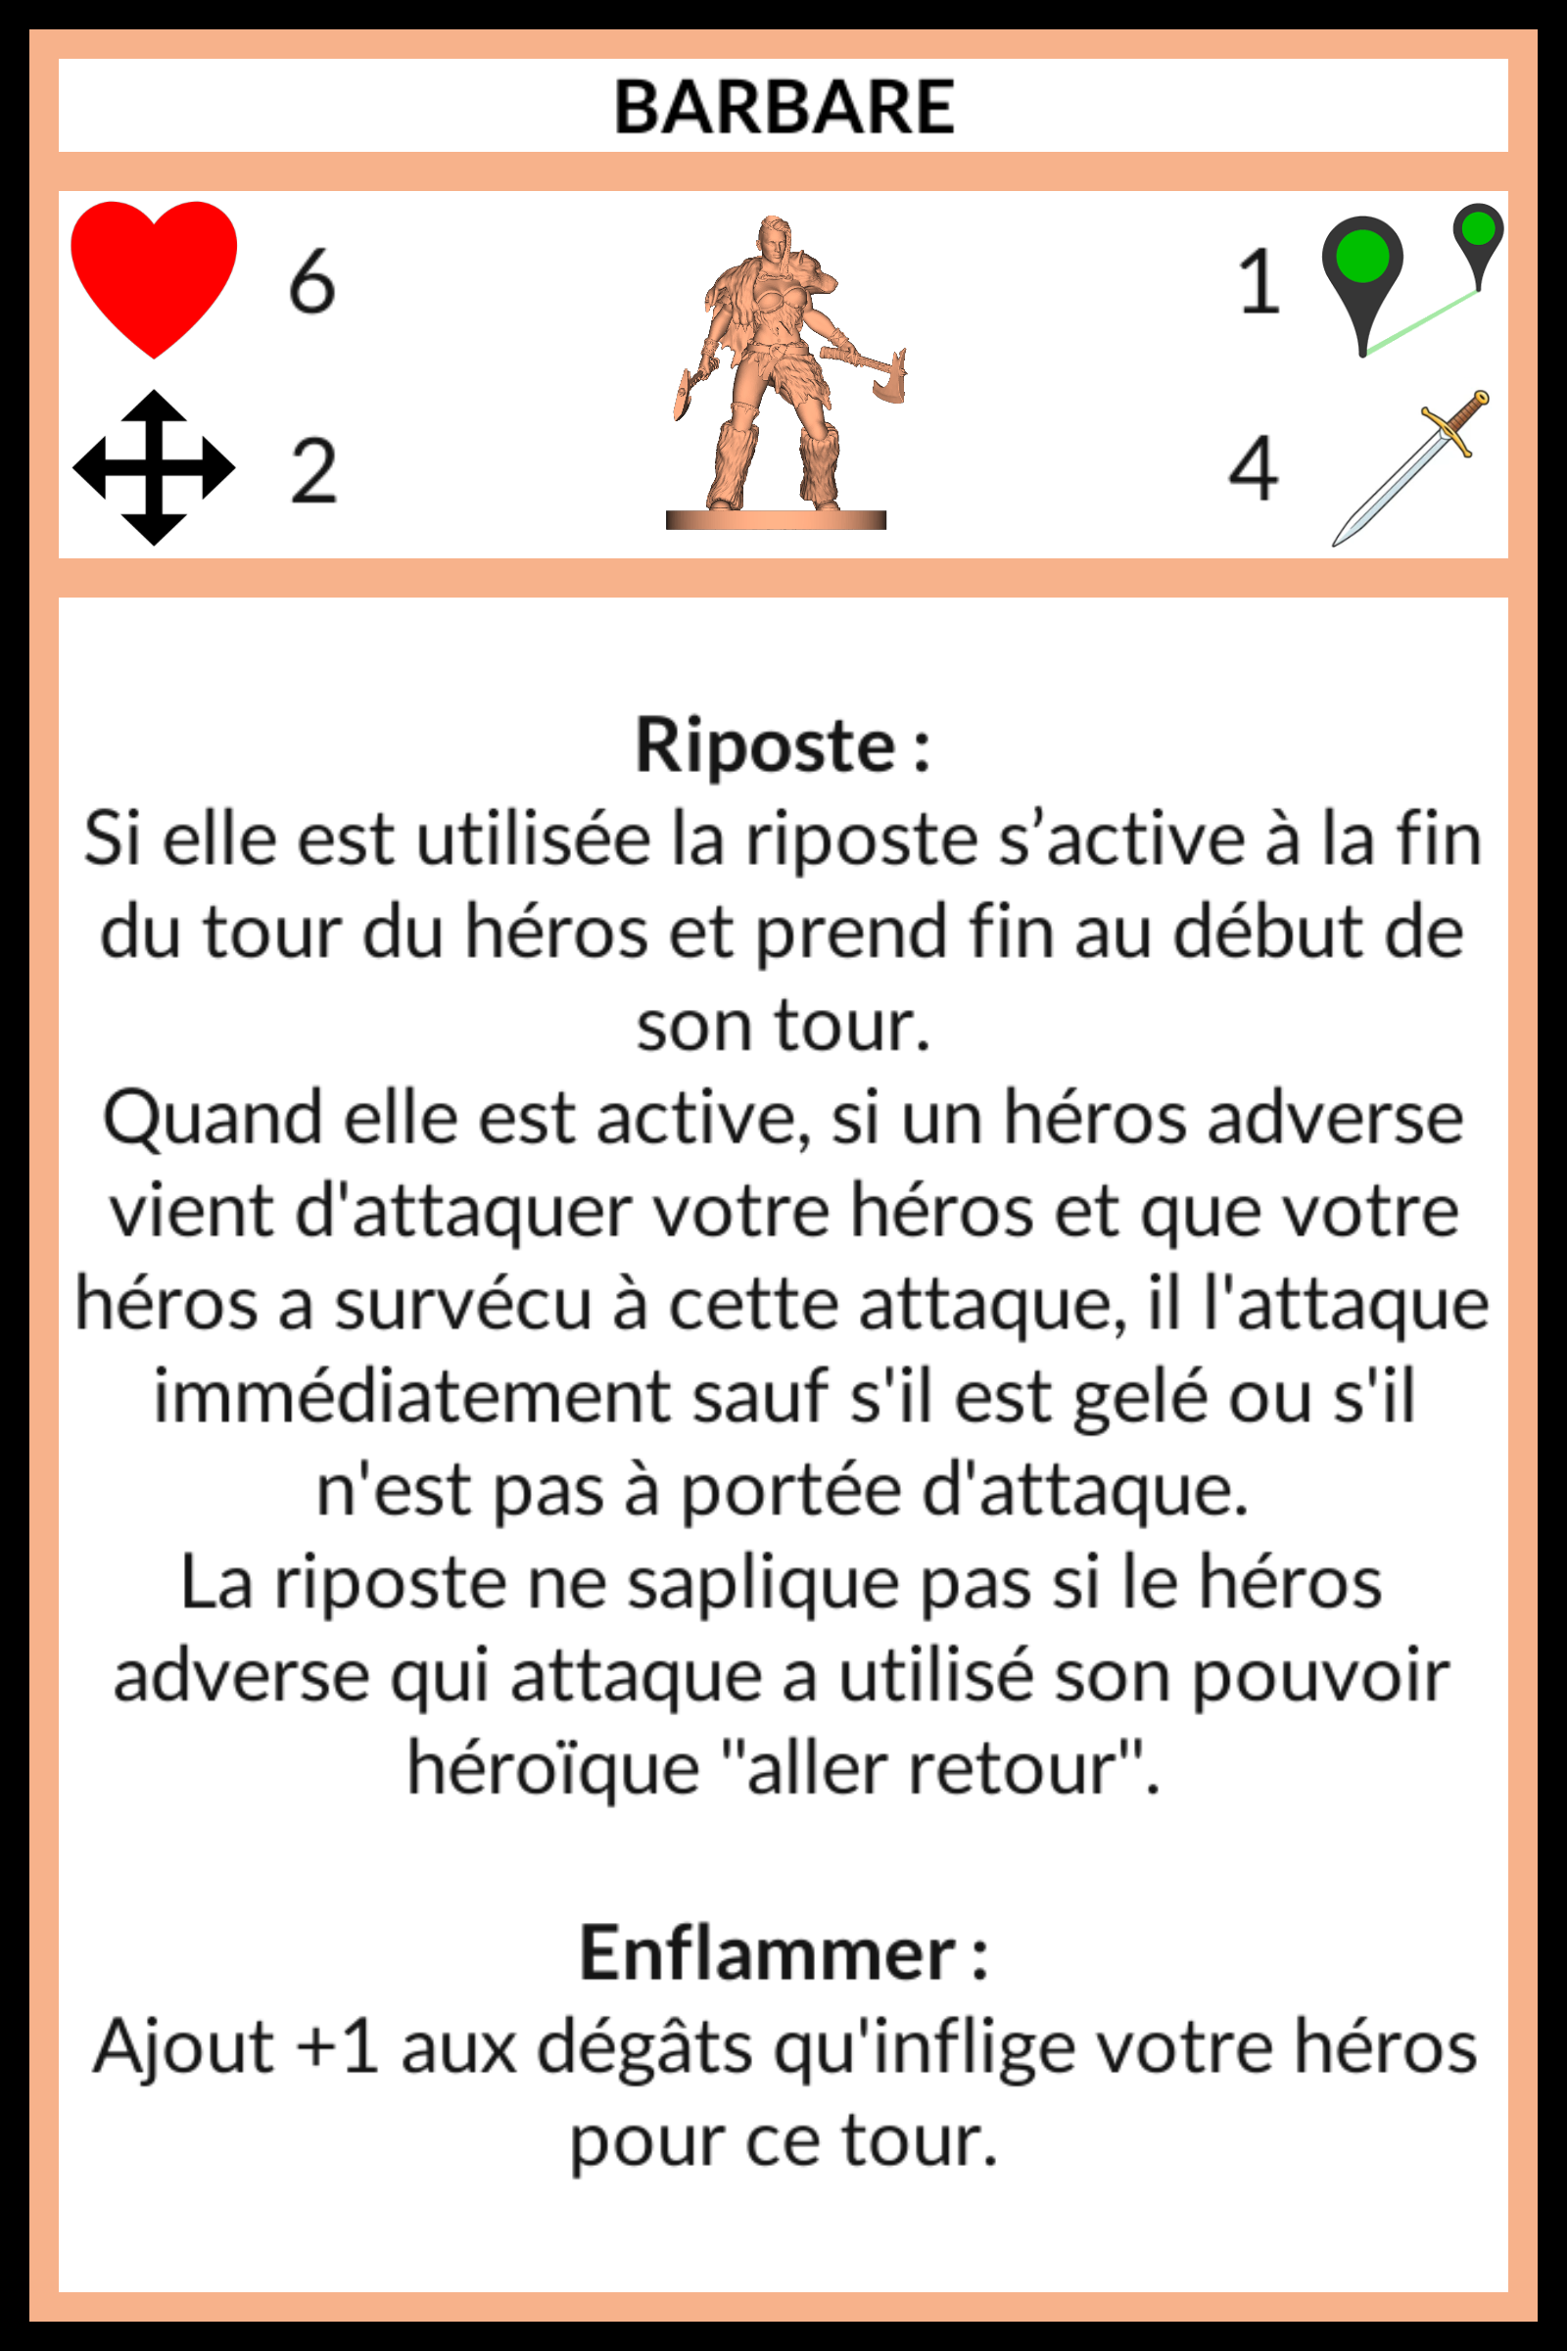 BARBARE
6
1
2
4
Riposte :
Si elle est utilisée la riposte s’active à la fin
du tour du héros et prend fin au début de
son tour.
Quand elle est active, si un héros adverse
vient d'attaquer votre héros et que votre
héros a survécu à cette attaque, il l'attaque
immédiatement sauf s'il est gelé ou s'il
n'est pas à portée d'attaque.
La riposte ne saplique pas si le héros
adverse qui attaque a utilisé son pouvoir
héroïque "aller retour".
Enflammer :
Ajout +1 aux dégâts qu'inflige votre héros
pour ce tour.